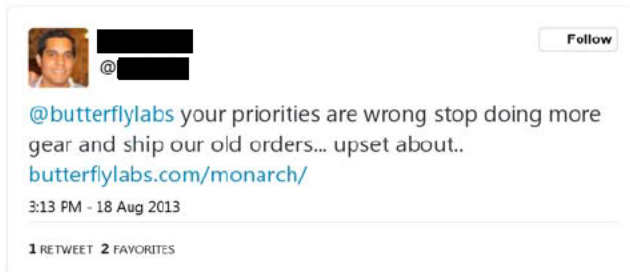 Follow
@
@butterflylabs your priorities are wrong stop doing more
gear and ship our old orders... upset about..
butterflylabs.com/monarch/
3:13 PM - 18 Aug 2013
1 RETWEET 2 FAVORITES